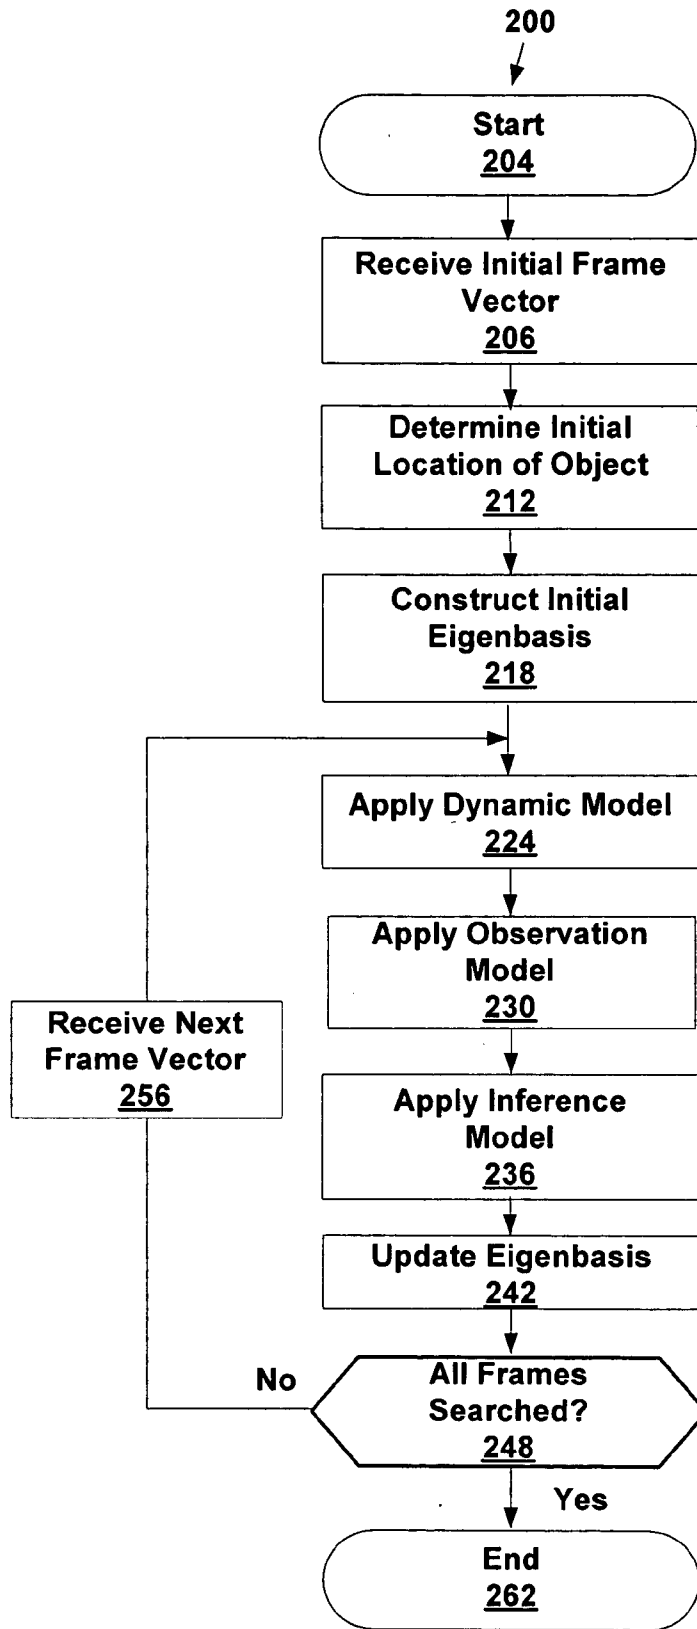 200
Start
204
Receive Initial Frame
Vector
206
Determine Initial
Location of Object
212
Construct Initial
Eigenbasis
218
Apply Dynamic Model
224
Apply Observation
Model
230
Receive Next
Frame Vector
256
Apply Inference
Model
236
Update Eigenbasis
242
No
All Frames
Searched?
248
Yes
End
262